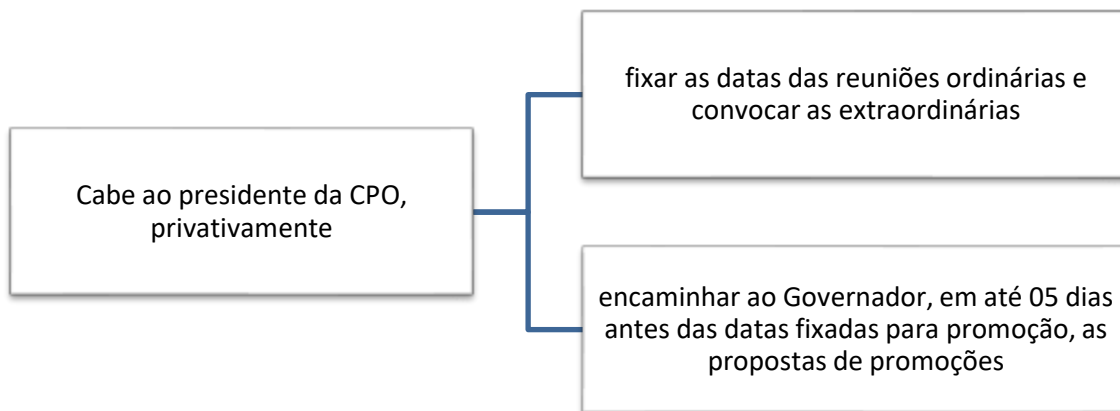 Cabe ao presidente da CPO,
privativamente
fixar as datas das reuniões ordinárias e
convocar as extraordinárias
encaminhar ao Governador, em até 05 dias
antes das datas fixadas para promoção, as
propostas de promoções